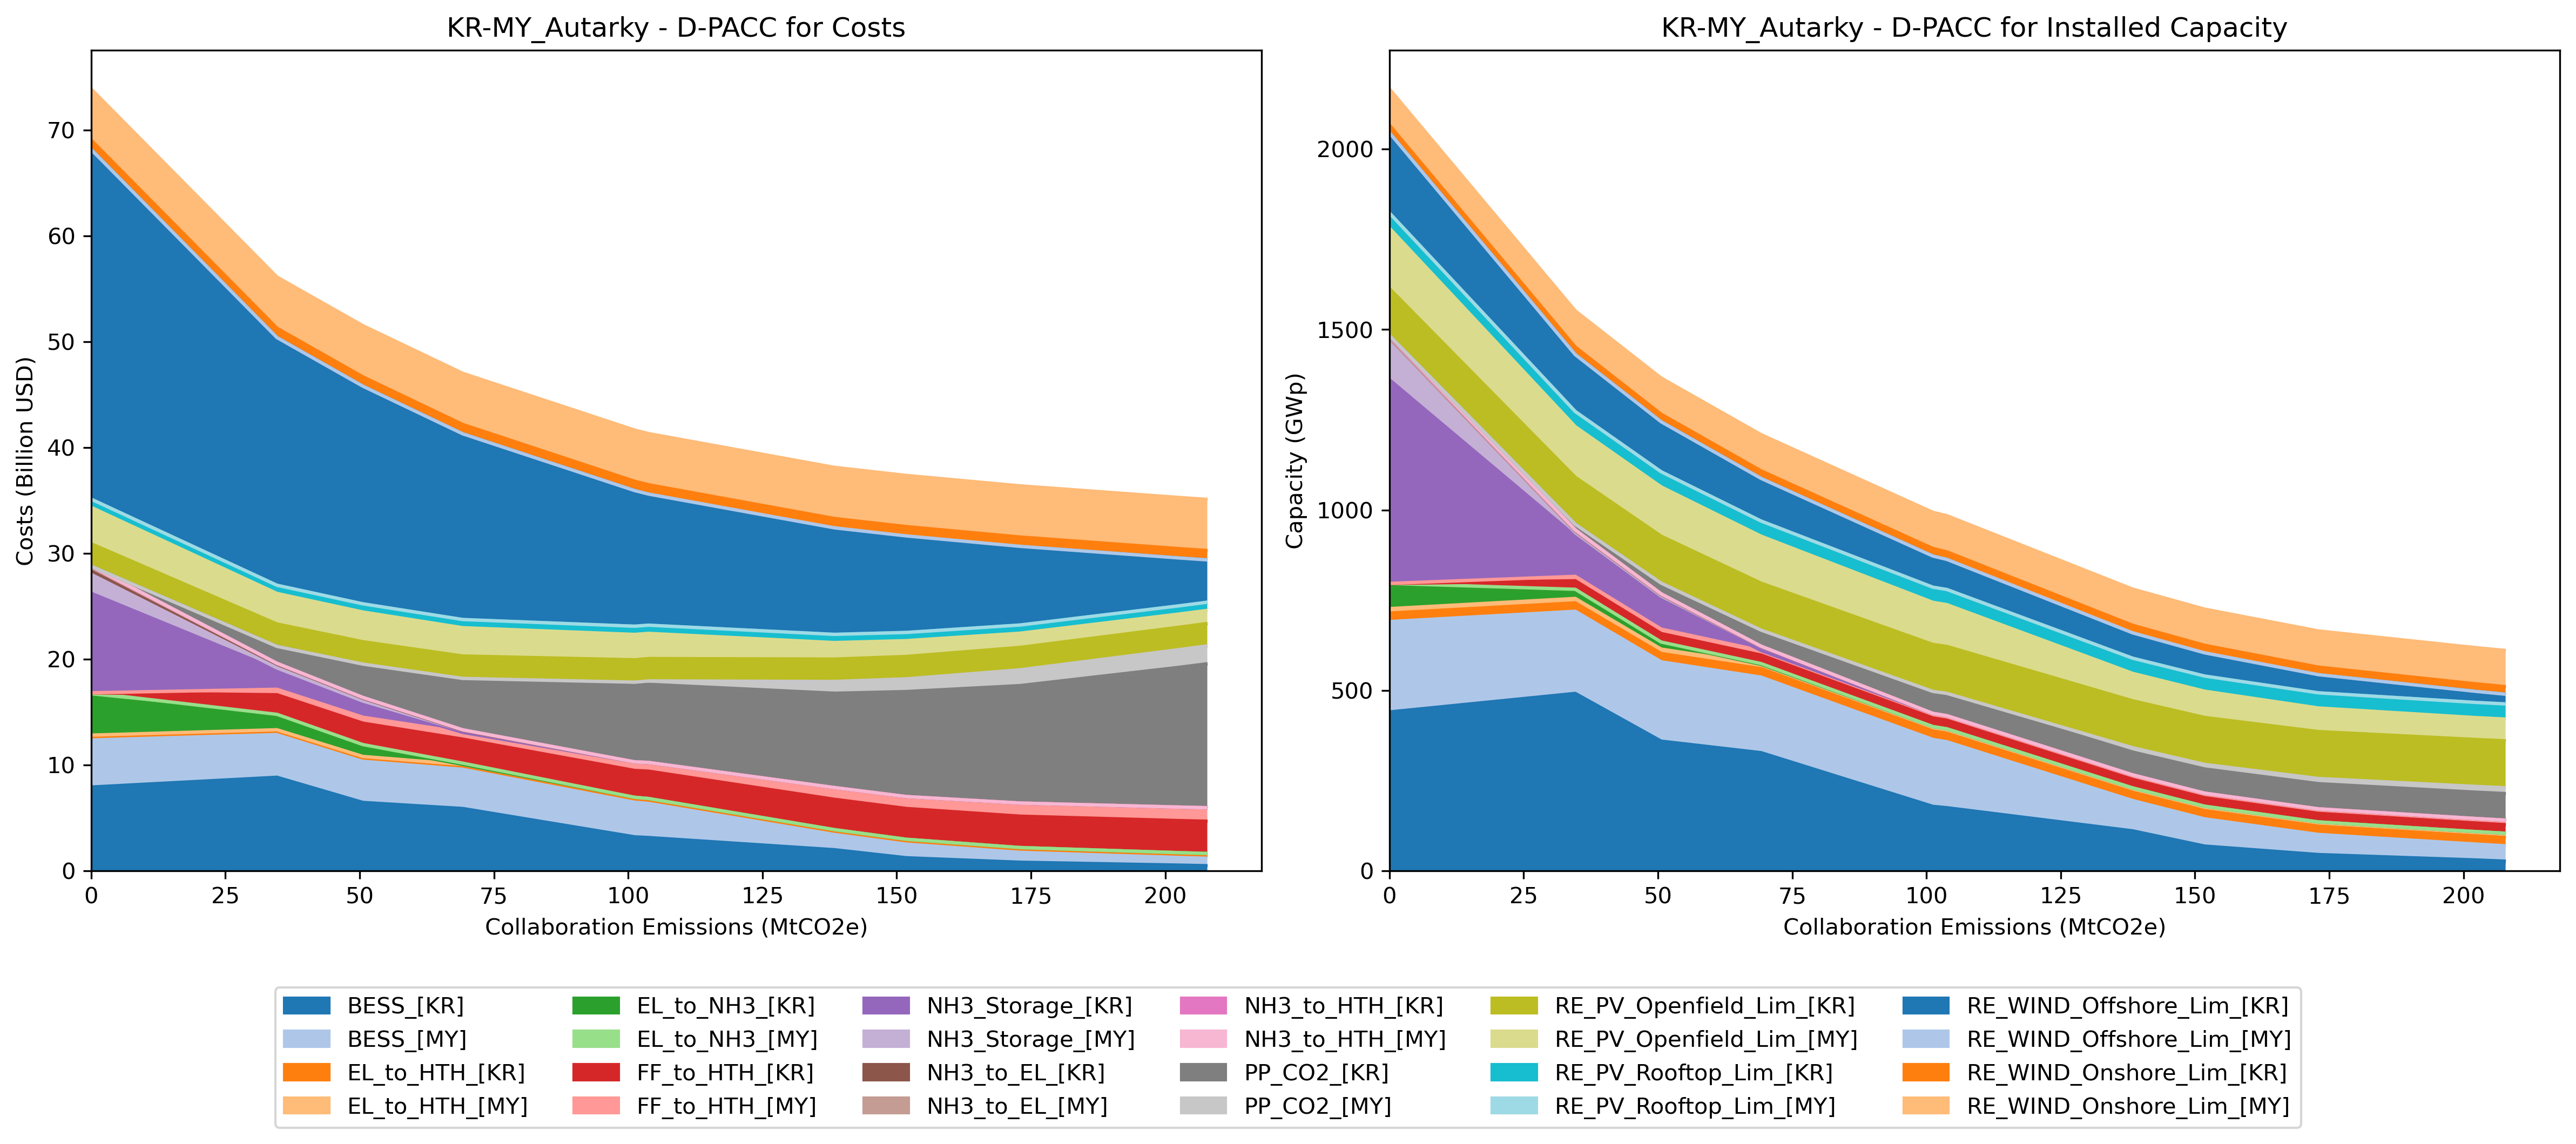 KR-MY_Autarky - D-PACC for Costs
70
60
50
40
30
20
10
0
Costs (Billion USD)
0 25 50 75 100 125 150 175 200
Collaboration Emissions (MtCO2e)
KR-MY_Autarky - D-PACC for Installed Capacity
2000
1500
1000
500
0
Capacity (GWp)
0 25 50 75 100 125 150 175 200
Collaboration Emissions (MtCO2e)
BESS_[KR] EL_to_NH3_[KR] NH3_Storage_[KR] NH3_to_HTH_[KR] RE_PV_Openfield_Lim_[KR] RE_WIND_Offshore_Lim_[KR]
BESS_[MY] EL_to_NH3_[MY] NH3_Storage_[MY] NH3_to_HTH_[MY] RE_PV_Openfield_Lim_[MY] RE_WIND_Offshore_Lim_[MY]
EL_to_HTH_[KR] FF_to_HTH_[KR] NH3_to_EL_[KR] PP_CO2_[KR] RE_PV_Rooftop_Lim_[KR] RE_WIND_Onshore_Lim_[KR]
EL_to_HTH_[MY] FF_to_HTH_[MY] NH3_to_EL_[MY] PP_CO2_[MY] RE_PV_Rooftop_Lim_[MY] RE_WIND_Onshore_Lim_[MY]